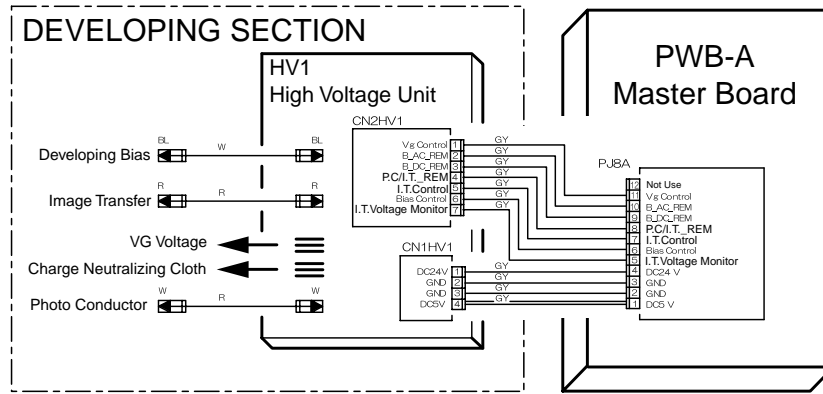 DEVELOPING SECTION
HV1
High Voltage Unit
PWB-A
Master Board
CN2HV1
Vg Control 1 GY
B_AC_REM 2 GY
B_DC_REM 3 GY
P.C/I.T._REM 4 GY
I.T.Control 5 GY
Bias Control 6 GY
I.T.Voltage Monitor 7 GY
BL W BL
Developing Bias
R R R
Image Transfer
VG Voltage
Charge Neutralizing Cloth
W R W
Photo Conductor
CN1HV1
DC24V 1 GY
GND 2 GY
GND 3 GY
DC5V 4 GY
PJ8A
12 Not Use
11 Vg Control
10 B_AC_REM
9 B_DC_REM
8 P.C/I.T._REM
7 I.T.Control
6 Bias Control
5 I.T.Voltage Monitor
4 DC24 V
3 GND
2 GND
1 DC5 V